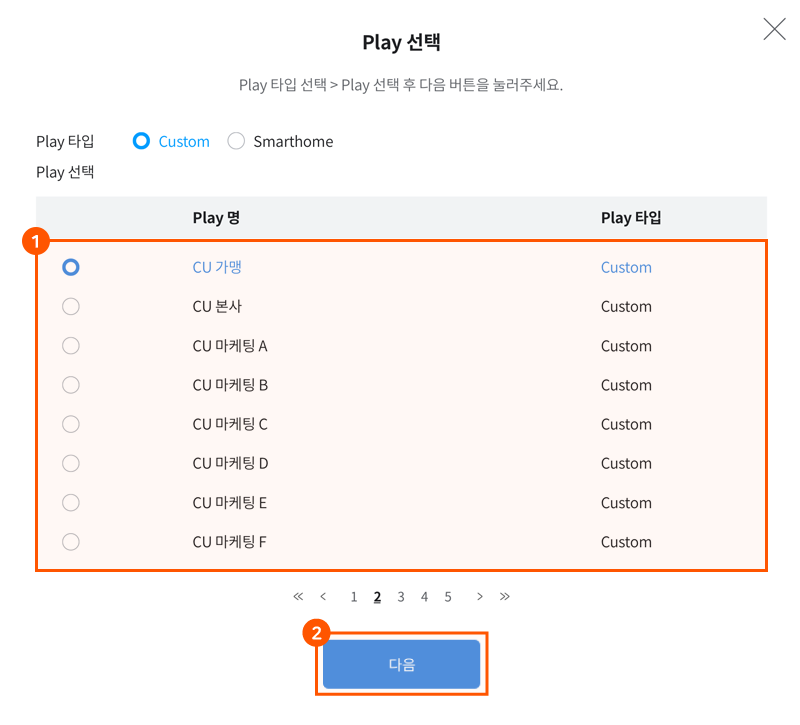 Play 선택
Play 타입 선택 > Play 선택 후 다음 버튼을 눌러주세요.
Play 타입 Custom Smarthome
Play 선택
Play 명 Play 타입
1
CU 가맹 Custom
CU 본사 Custom
CU 마케팅 A Custom
CU 마케팅 B Custom
CU 마케팅 C Custom
CU 마케팅 D Custom
CU 마케팅 E Custom
CU 마케팅 F Custom
« < 1 2 3 4 5 > »
2
다음